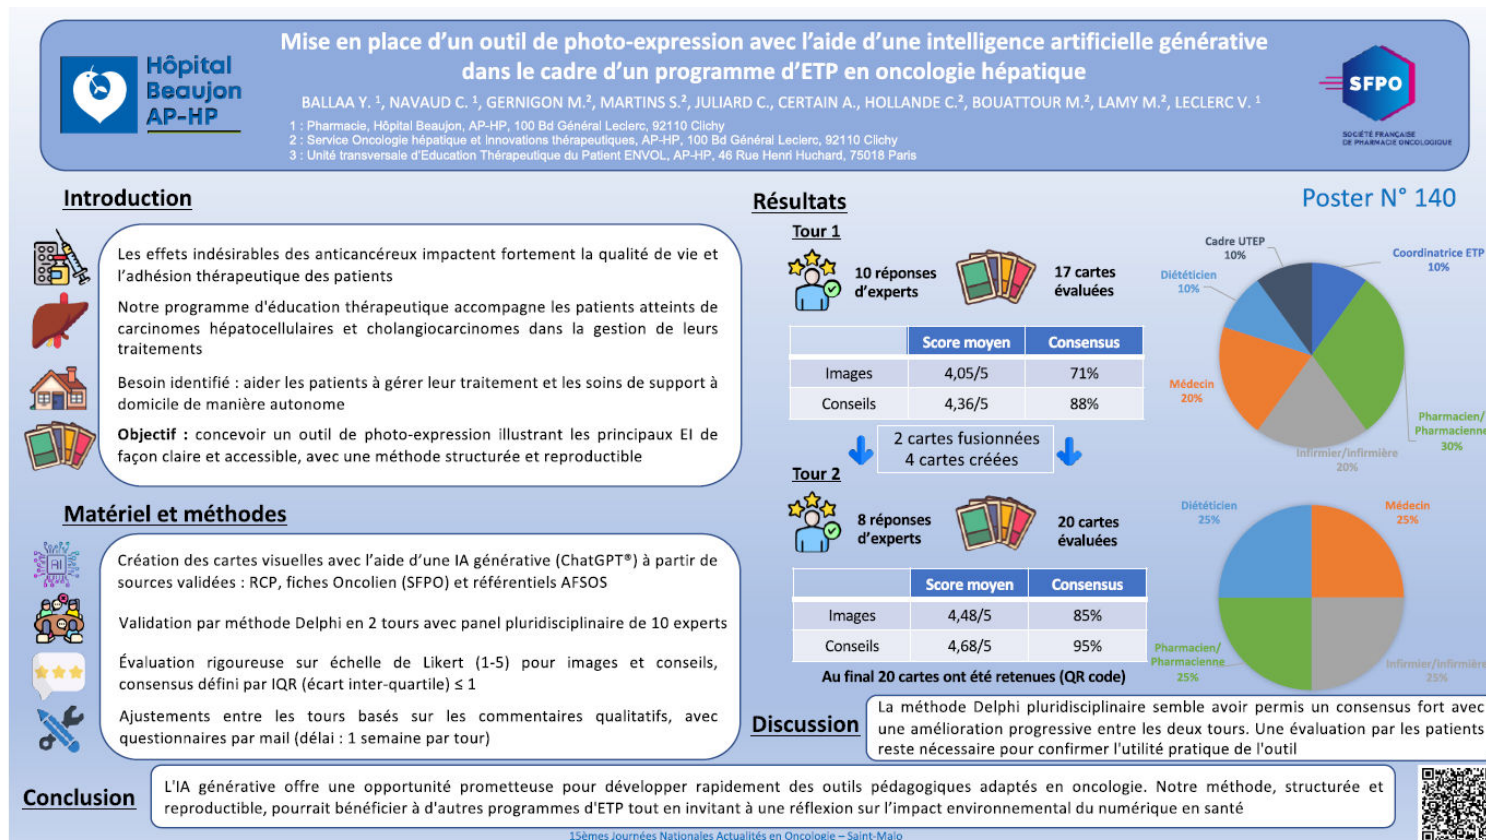 Hôpital
Beaujon
AP-HP
Mise en place d'un outil de photo-expression avec l'aide d'une intelligence artificielle générative
dans le cadre d'un programme d'ETP en oncologie hépatique
BALLAA Y. ¹, NAVAUD C. ¹, GERNIGON M.², MARTINS S.², JULIARD C., CERTAIN A., HOLLANDE C.², BOUATTOUR M.², LAMY M.², LECLERC V. ¹
1 : Pharmacie, Hôpital Beaujon, AP-HP, 100 Bd Général Leclerc, 92110 Clichy
2 : Service Oncologie hépatique et Innovations thérapeutiques, AP-HP, 100 Bd Général Leclerc, 92110 Clichy
3 : Unité transversale d'Education Thérapeutique du Patient ENVOL, AP-HP, 46 Rue Henri Huchard, 75018 Paris
SFPO
SOCIÉTÉ FRANÇAISE
DE PHARMACIE ONCOLOGIQUE
Introduction
Les effets indésirables des anticancéreux impactent fortement la qualité de vie et
l'adhésion thérapeutique des patients
Notre programme d'éducation thérapeutique accompagne les patients atteints de
carcinomes hépatocellulaires et cholangiocarcinomes dans la gestion de leurs
traitements
Besoin identifié : aider les patients à gérer leur traitement et les soins de support à
domicile de manière autonome
Objectif : concevoir un outil de photo-expression illustrant les principaux EI de
façon claire et accessible, avec une méthode structurée et reproductible
Matériel et méthodes
AI
Création des cartes visuelles avec l'aide d'une IA générative (ChatGPT®) à partir de
sources validées : RCP, fiches Oncolien (SFPO) et référentiels AFSOS
Validation par méthode Delphi en 2 tours avec panel pluridisciplinaire de 10 experts
Évaluation rigoureuse sur échelle de Likert (1-5) pour images et conseils,
consensus défini par IQR (écart inter-quartile) ≤ 1
Ajustements entre les tours basés sur les commentaires qualitatifs, avec
questionnaires par mail (délai : 1 semaine par tour)
Résultats
Poster N° 140
Tour 1
10 réponses
d'experts
17 cartes
évaluées
Score moyen Consensus
Images 4,05/5 71%
Conseils 4,36/5 88%
2 cartes fusionnées
4 cartes créées
Cadre UTEP
10%
Coordinatrice ETP
10%
Diététicien
10%
Médecin
20%
Pharmacien/
Pharmacienne
30%
Infirmier/infirmière
20%
Tour 2
8 réponses
d'experts
20 cartes
évaluées
Score moyen Consensus
Images 4,48/5 85%
Conseils 4,68/5 95%
Au final 20 cartes ont été retenues (QR code)
Diététicien
25%
Médecin
25%
Pharmacien/
Pharmacienne
25%
Infirmier/infirmière
25%
Discussion
La méthode Delphi pluridisciplinaire semble avoir permis un consensus fort avec
une amélioration progressive entre les deux tours. Une évaluation par les patients
reste nécessaire pour confirmer l'utilité pratique de l'outil
Conclusion
L'IA générative offre une opportunité prometteuse pour développer rapidement des outils pédagogiques adaptés en oncologie. Notre méthode, structurée et
reproductible, pourrait bénéficier à d'autres programmes d'ETP tout en invitant à une réflexion sur l'impact environnemental du numérique en santé
15èmes Journées Nationales Actualités en Oncologie – Saint-Malo